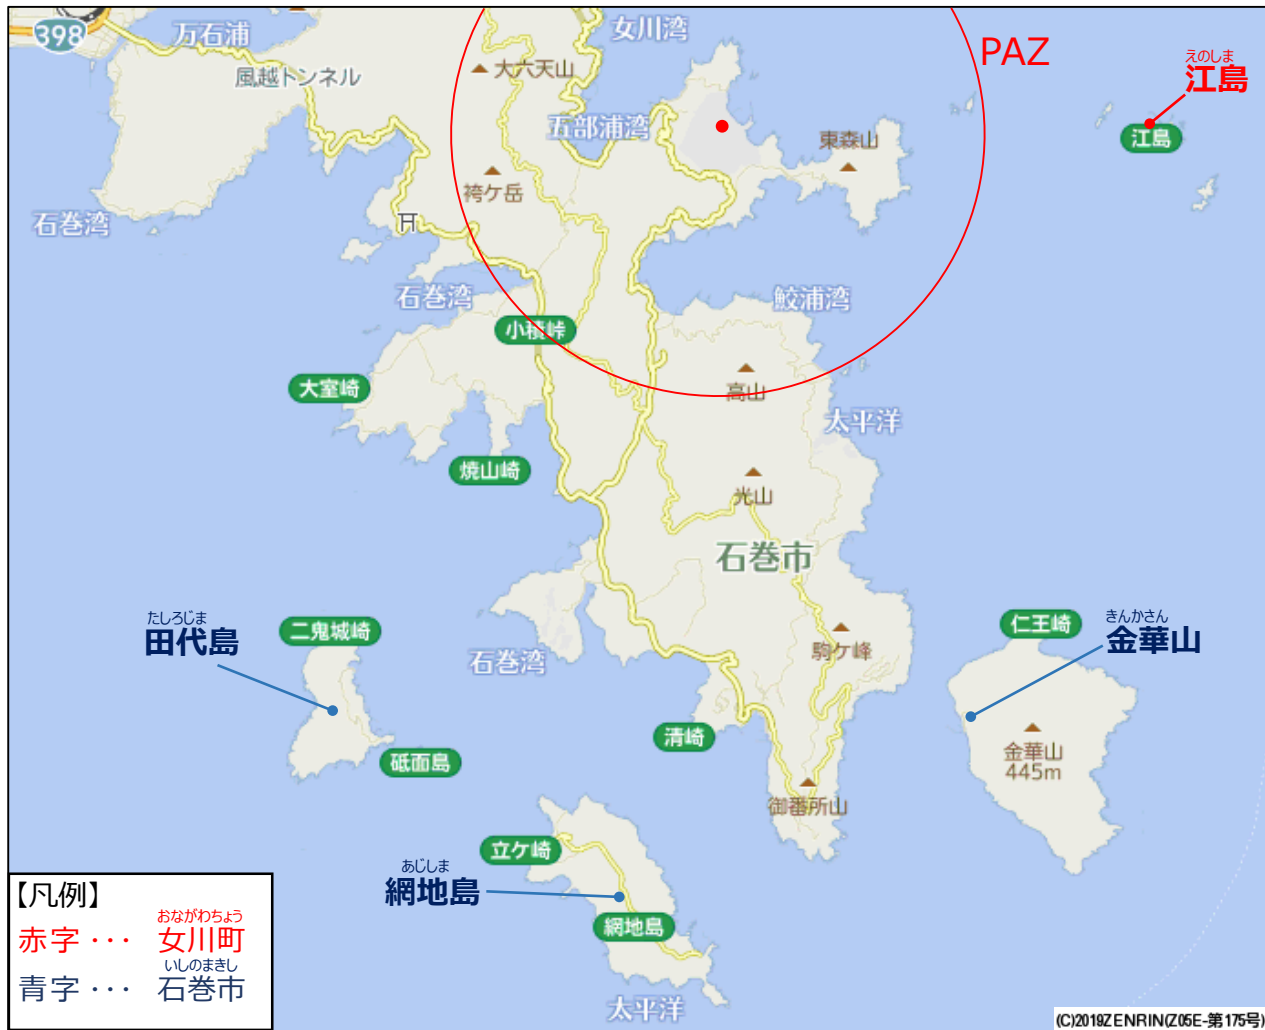 398
万石浦
女川湾
PAZ
大六天山
風越トンネル
えのしま
江島
江島
五部浦湾
東森山
袴ケ岳
石巻湾
石巻湾
鮫浦湾
小積峠
大室崎
高山
太平洋
焼山崎
光山
石巻市
たしろじま
田代島
二鬼城崎
石巻湾
駒ケ峰
仁王崎
きんかさん
金華山
清崎
砥面島
金華山
445m
御番所山
立ケ崎
あじしま
網地島
網地島
太平洋
【凡例】
おながわちょう
赤字 ・・・ 女川町
いしのまきし
青字 ・・・ 石巻市
(C)2019ZENRIN(Z05E-第175号)